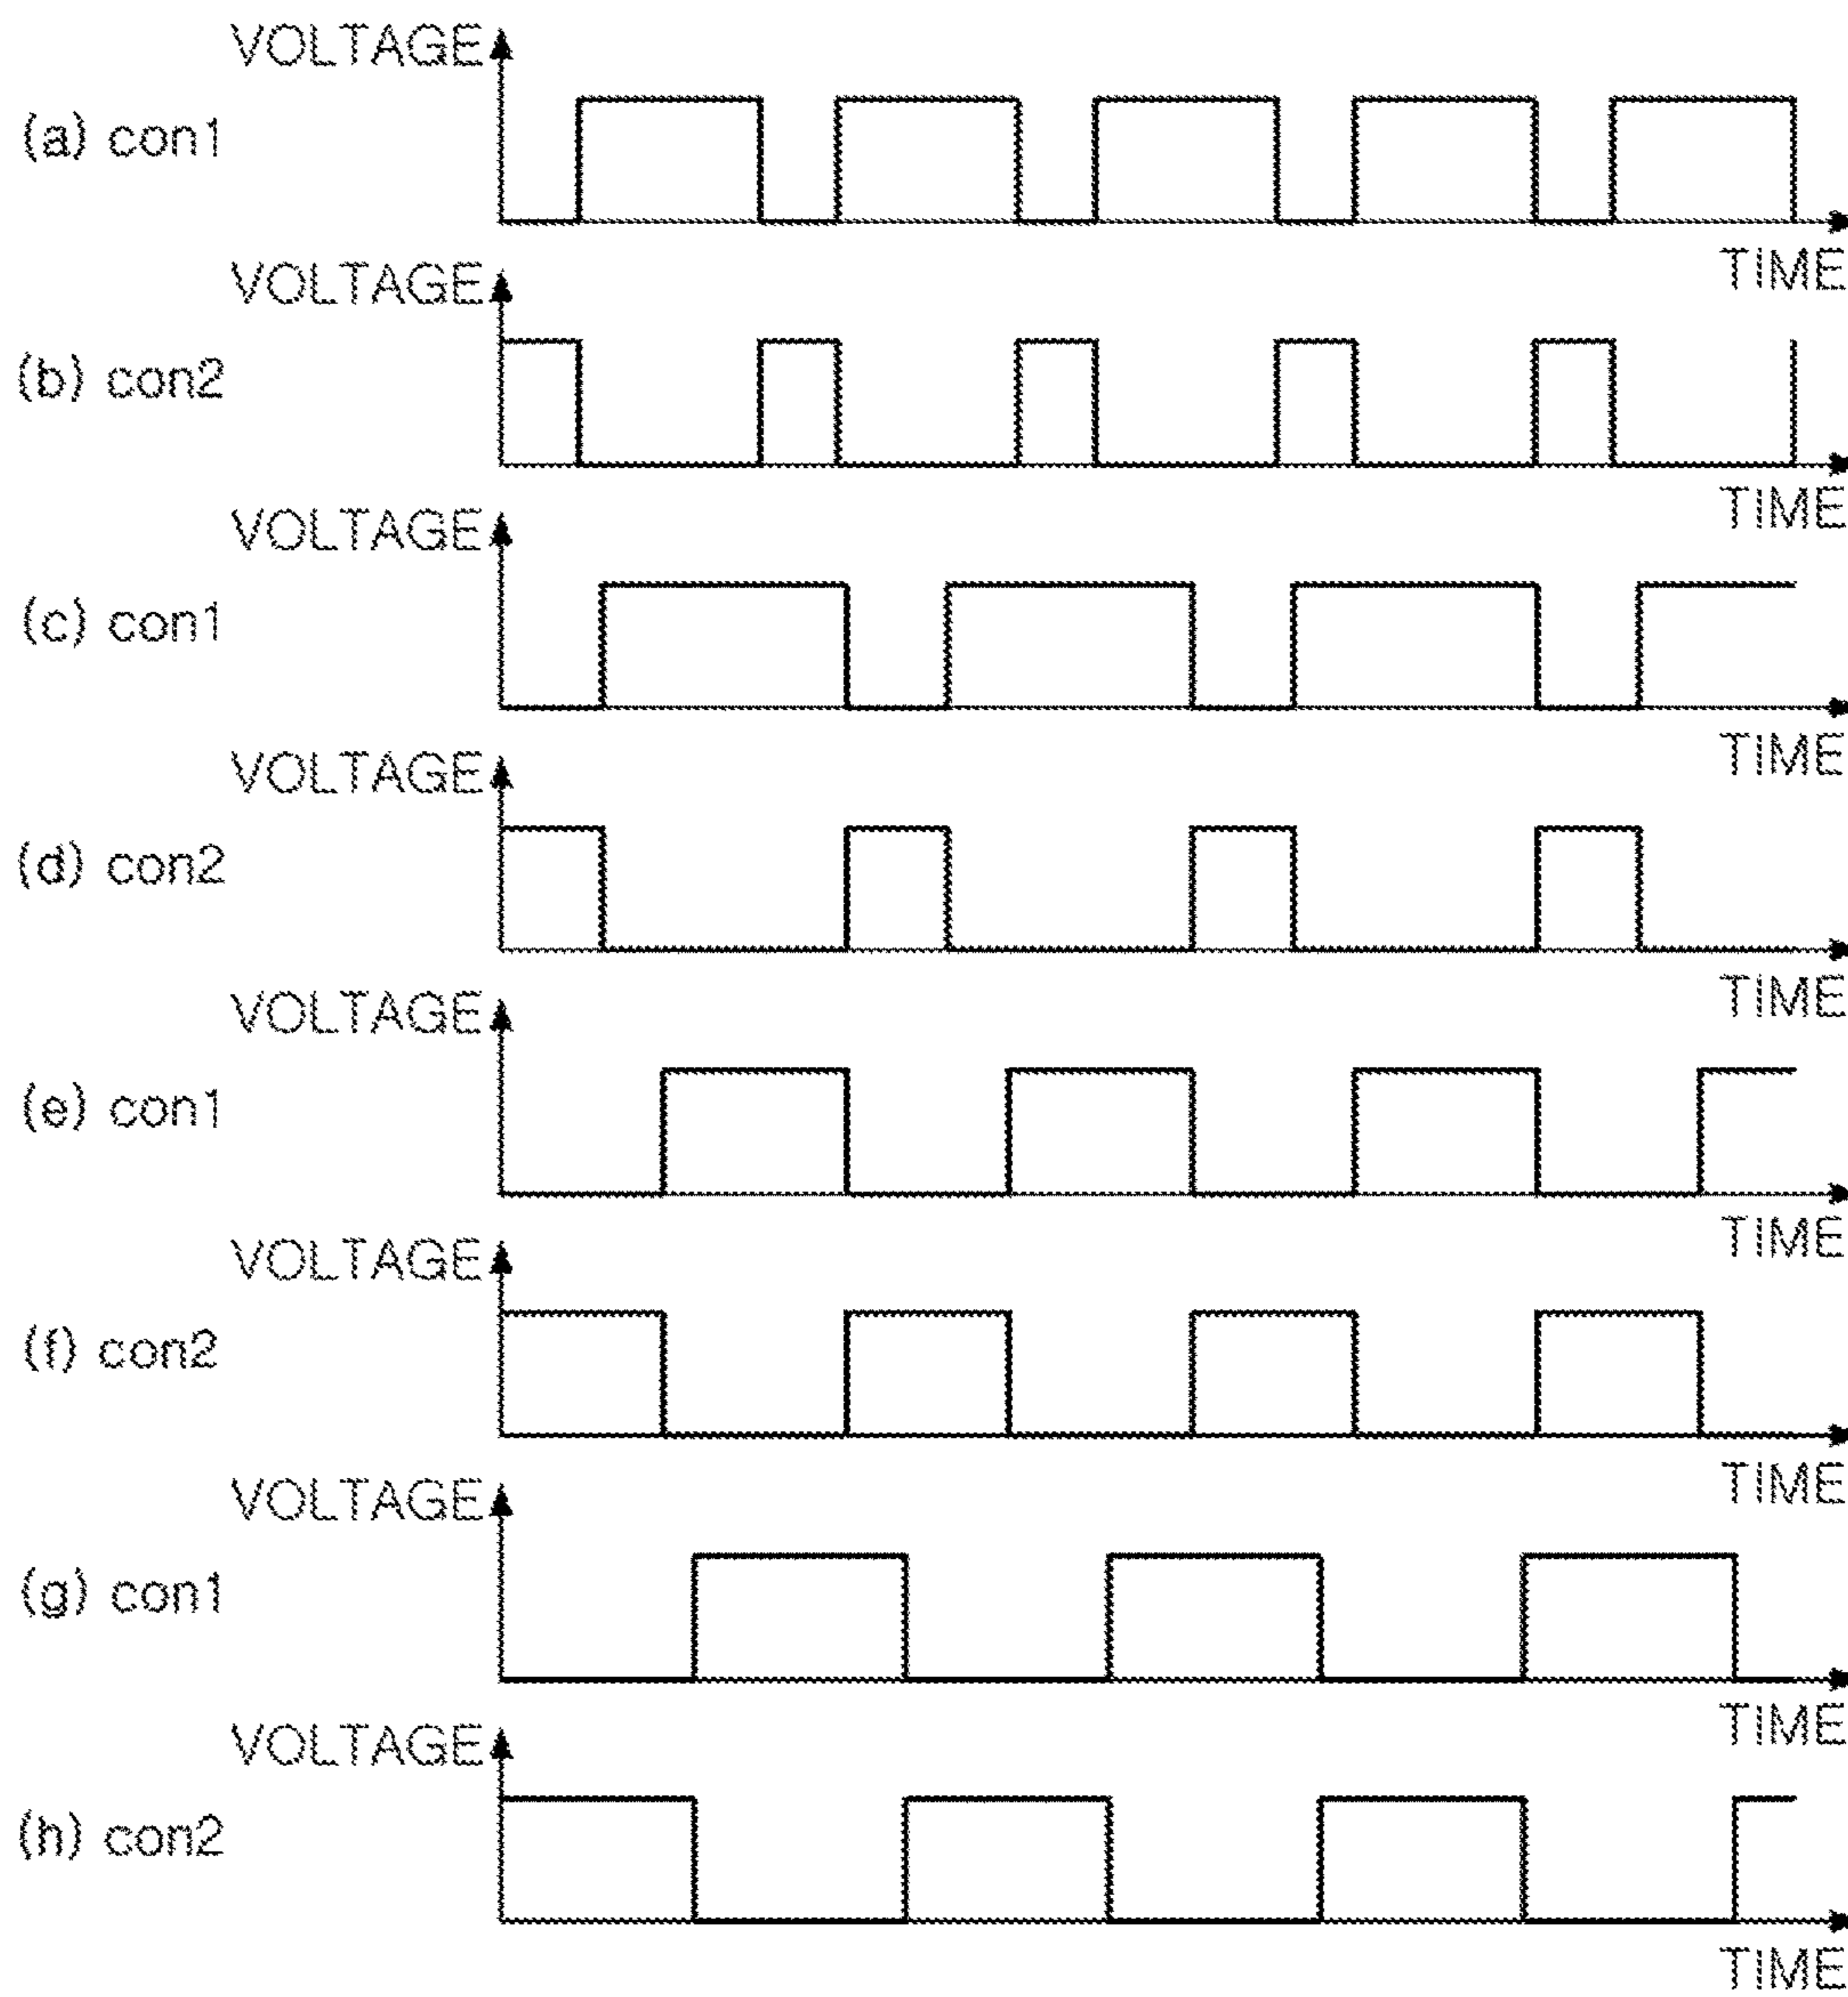 VOLTAGE
(a) con1
TIME
VOLTAGE
(b) con2
TIME
VOLTAGE
(c) con1
TIME
VOLTAGE
(d) con2
TIME
VOLTAGE
(e) con1
TIME
VOLTAGE
(f) con2
TIME
VOLTAGE
(g) con1
TIME
VOLTAGE
(h) con2
TIME